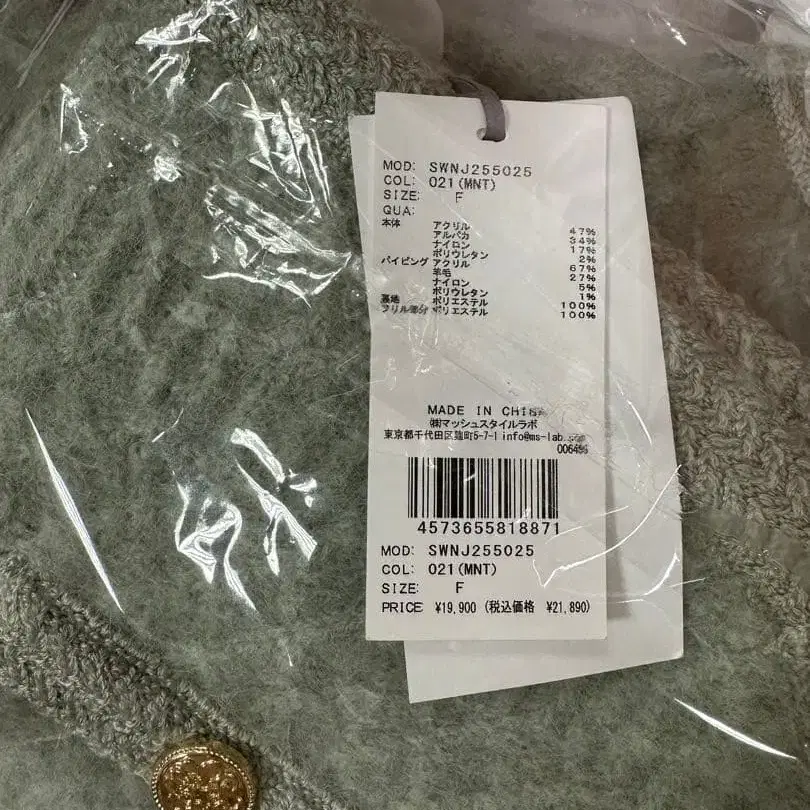 MOD: SWNJ255025
COL: 021(MNT)
SIZE: F
QUA:
本体 アクリル 47%
アルパカ 34%
ナイロン 17%
ポリウレタン 2%
パイピング アクリル 67%
羊毛 27%
ナイロン 5%
ポリウレタン 1%
裏地 ポリエステル 100%
フリル部分 ポリエステル 100%
MADE IN CHINA
㈱マッシュスタイルラボ
東京都千代田区麹町5-7-1 info@ms-lab.com
4573655818871
MOD: SWNJ255025
COL: 021(MNT)
SIZE: F
PRICE ¥19,900 (税込価格 ¥21,890)